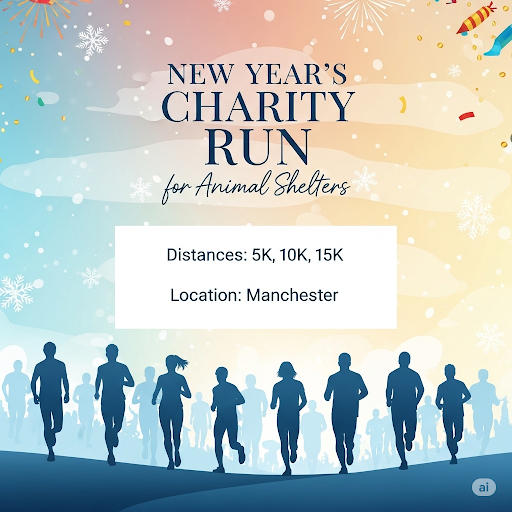 NEW YEAR'S
CHARITY
RUN
for Animal Shelters
Distances: 5K, 10K, 15K
Location: Manchester
ai